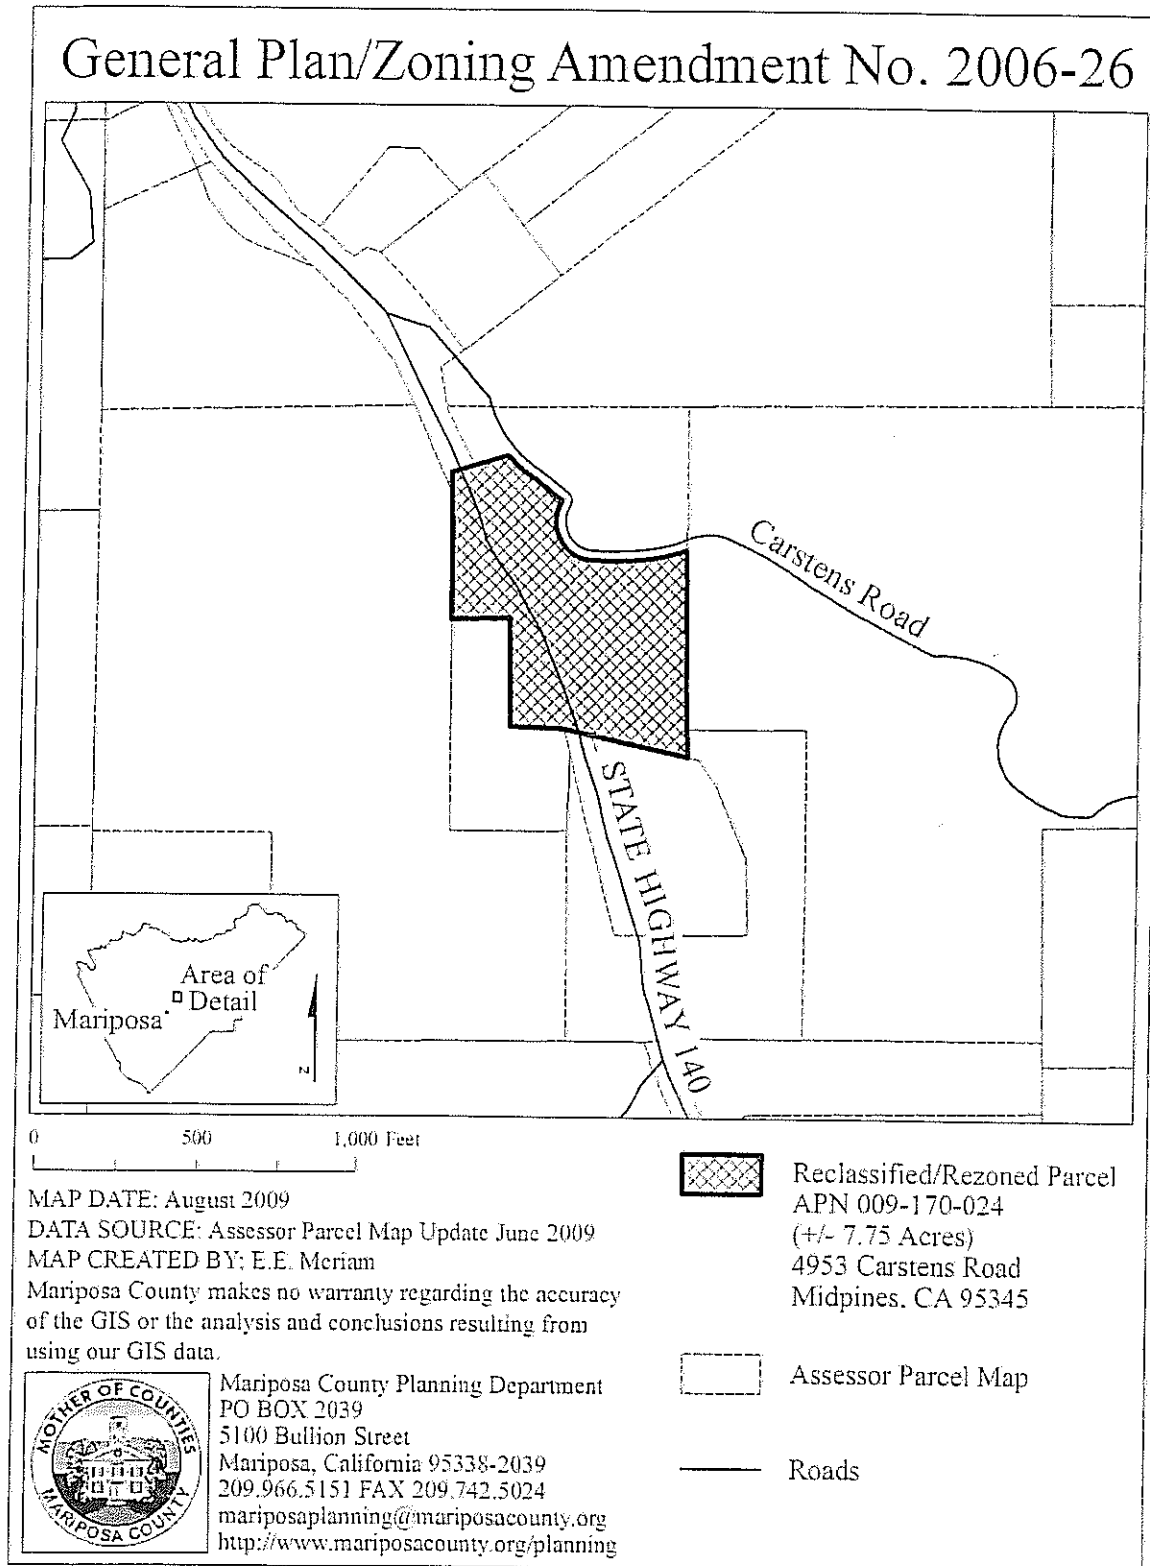 General Plan/Zoning Amendment No. 2006-26
Carstens Road
STATE HIGHWAY 140
Area of
Detail
Mariposa
N
0 500 1,000 Feet
MAP DATE: August 2009
DATA SOURCE: Assessor Parcel Map Update June 2009
MAP CREATED BY: E.E. Meriam
Mariposa County makes no warranty regarding the accuracy
of the GIS or the analysis and conclusions resulting from
using our GIS data.
MOTHER OF COUNTIES
MARIPOSA COUNTY
Mariposa County Planning Department
PO BOX 2039
5100 Bullion Street
Mariposa, California 95338-2039
209.966.5151 FAX 209.742.5024
mariposaplanning@mariposacounty.org
http://www.mariposacounty.org/planning
Reclassified/Rezoned Parcel
APN 009-170-024
(+/- 7.75 Acres)
4953 Carstens Road
Midpines, CA 95345
Assessor Parcel Map
Roads